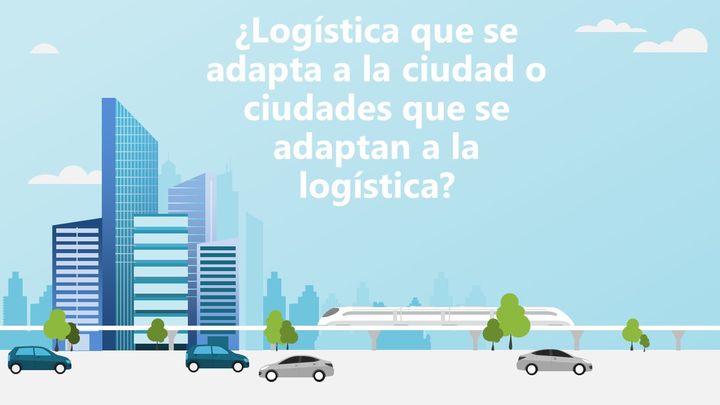 ¿Logística que se
adapta a la ciudad o
ciudades que se
adaptan a la
logística?